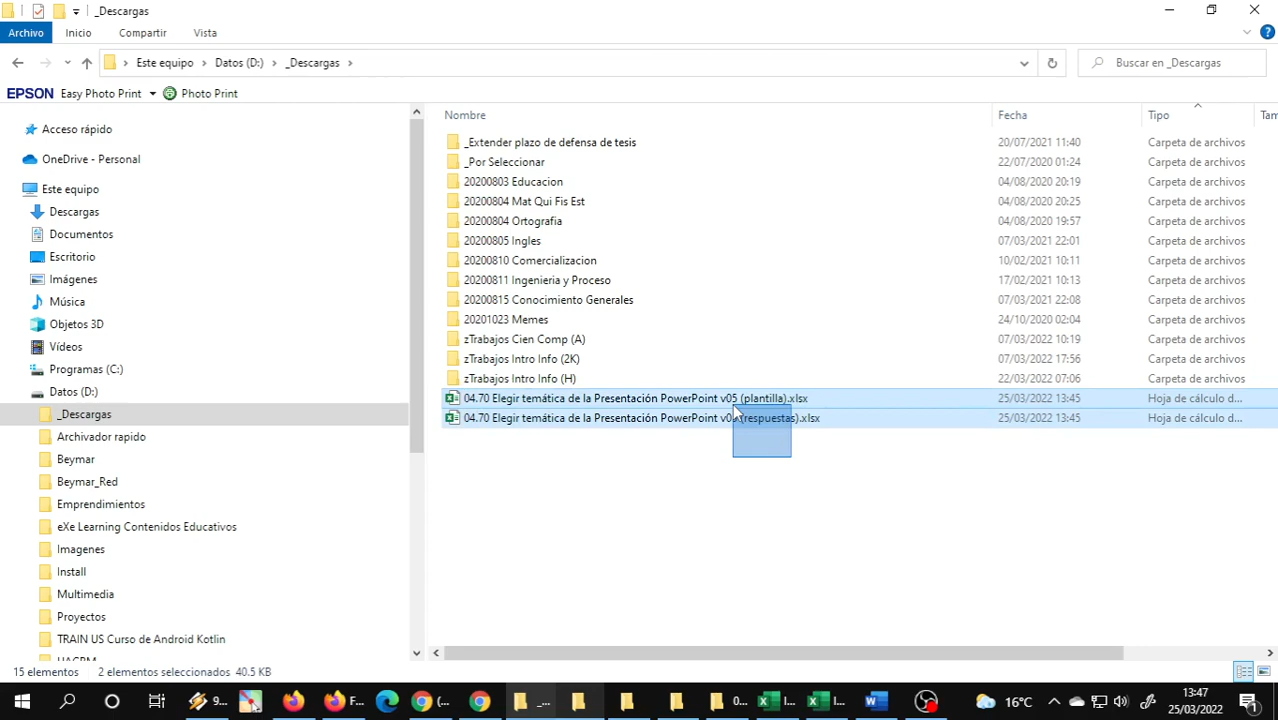 _Descargas
Archivo Inicio Compartir Vista
Este equipo Datos (D:) _Descargas Buscar en _Descargas
EPSON Easy Photo Print Photo Print
Acceso rápido
OneDrive - Personal
Este equipo
Descargas
Documentos
Escritorio
Imágenes
Música
Objetos 3D
Vídeos
Programas (C:)
Datos (D:)
_Descargas
Archivador rapido
Beymar
Beymar_Red
Emprendimientos
eXe Learning Contenidos Educativos
Imagenes
Install
Multimedia
Proyectos
TRAIN US Curso de Android Kotlin
Nombre Fecha Tipo Tam
_Extender plazo de defensa de tesis 20/07/2021 11:40 Carpeta de archivos
_Por Seleccionar 22/07/2020 01:24 Carpeta de archivos
20200803 Educacion 04/08/2020 20:19 Carpeta de archivos
20200804 Mat Qui Fis Est 04/08/2020 20:25 Carpeta de archivos
20200804 Ortografia 04/08/2020 19:57 Carpeta de archivos
20200805 Ingles 07/03/2021 22:01 Carpeta de archivos
20200810 Comercializacion 10/02/2021 10:11 Carpeta de archivos
20200811 Ingenieria y Proceso 17/02/2021 10:13 Carpeta de archivos
20200815 Conocimiento Generales 07/03/2021 22:08 Carpeta de archivos
20201023 Memes 24/10/2020 02:04 Carpeta de archivos
zTrabajos Cien Comp (A) 07/03/2022 10:19 Carpeta de archivos
zTrabajos Intro Info (2K) 07/03/2022 17:56 Carpeta de archivos
zTrabajos Intro Info (H) 22/03/2022 07:06 Carpeta de archivos
04.70 Elegir temática de la Presentación PowerPoint v05 (plantilla).xlsx 25/03/2022 13:45 Hoja de cálculo d...
04.70 Elegir temática de la Presentación PowerPoint (respuestas).xlsx 25/03/2022 13:45 Hoja de cálculo d...
15 elementos 2 elementos seleccionados 40.5 KB
9... F... (... _... 0... I... I... 16°C 13:47
25/03/2022 1